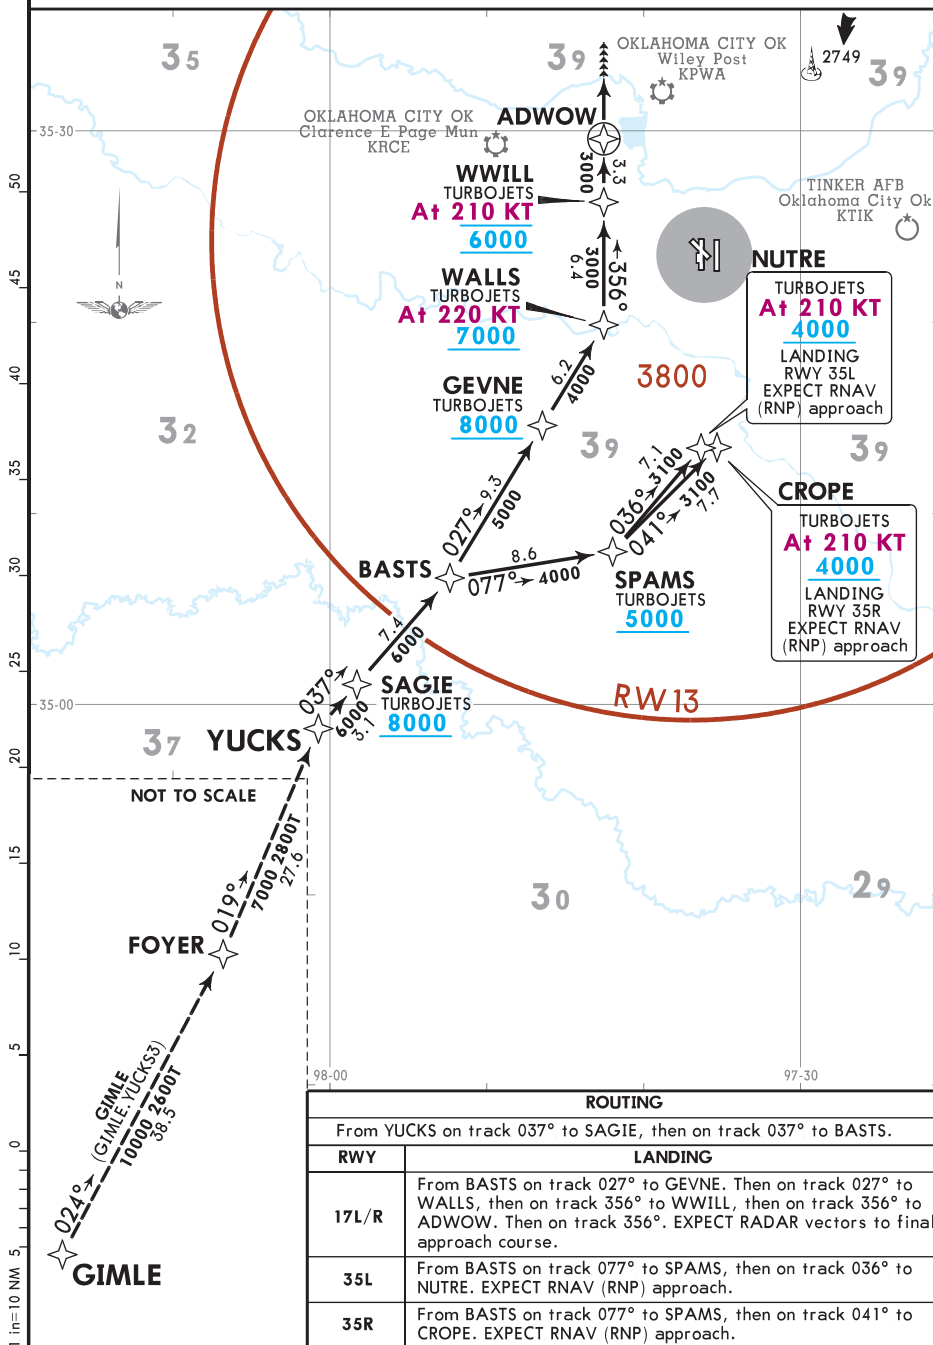 35
39
OKLAHOMA CITY OK
Wiley Post
KPWA
2749
39
OKLAHOMA CITY OK
Clarence E Page Mun
KRCE
ADWOW
35-30
3.3
3000
WWILL
TURBOJETS
At 210 KT
6000
TINKER AFB
Oklahoma City Ok
KTIK
50
N
356°
3000
6.4
WALLS
TURBOJETS
At 220 KT
7000
45
NUTRE
TURBOJETS
At 210 KT
4000
LANDING
RWY 35L
EXPECT RNAV
(RNP) approach
40
6.2
4000
3800
GEVNE
TURBOJETS
8000
32
39
39
35
027°
9.3
5000
036°
7.1
3100
041°
3100
7.7
CROPE
TURBOJETS
At 210 KT
4000
LANDING
RWY 35R
EXPECT RNAV
(RNP) approach
30
BASTS
8.6
077°
4000
SPAMS
TURBOJETS
5000
7.4
6000
25
037°
SAGIE
TURBOJETS
8000
6000
3.1
RW13
35-00
YUCKS
37
20
NOT TO SCALE
15
019°
7000 2800T
27.6
30
29
FOYER
10
5
GIMLE
(GIMLE.YUCKS3)
10000 2600T
38.5
98-00
97-30
0
024°
GIMLE
5
1 in=10 NM
ROUTING
From YUCKS on track 037° to SAGIE, then on track 037° to BASTS.
RWY
LANDING
17L/R
From BASTS on track 027° to GEVNE. Then on track 027° to
WALLS, then on track 356° to WWILL, then on track 356° to
ADWOW. Then on track 356°. EXPECT RADAR vectors to final
approach course.
35L
From BASTS on track 077° to SPAMS, then on track 036° to
NUTRE. EXPECT RNAV (RNP) approach.
35R
From BASTS on track 077° to SPAMS, then on track 041° to
CROPE. EXPECT RNAV (RNP) approach.